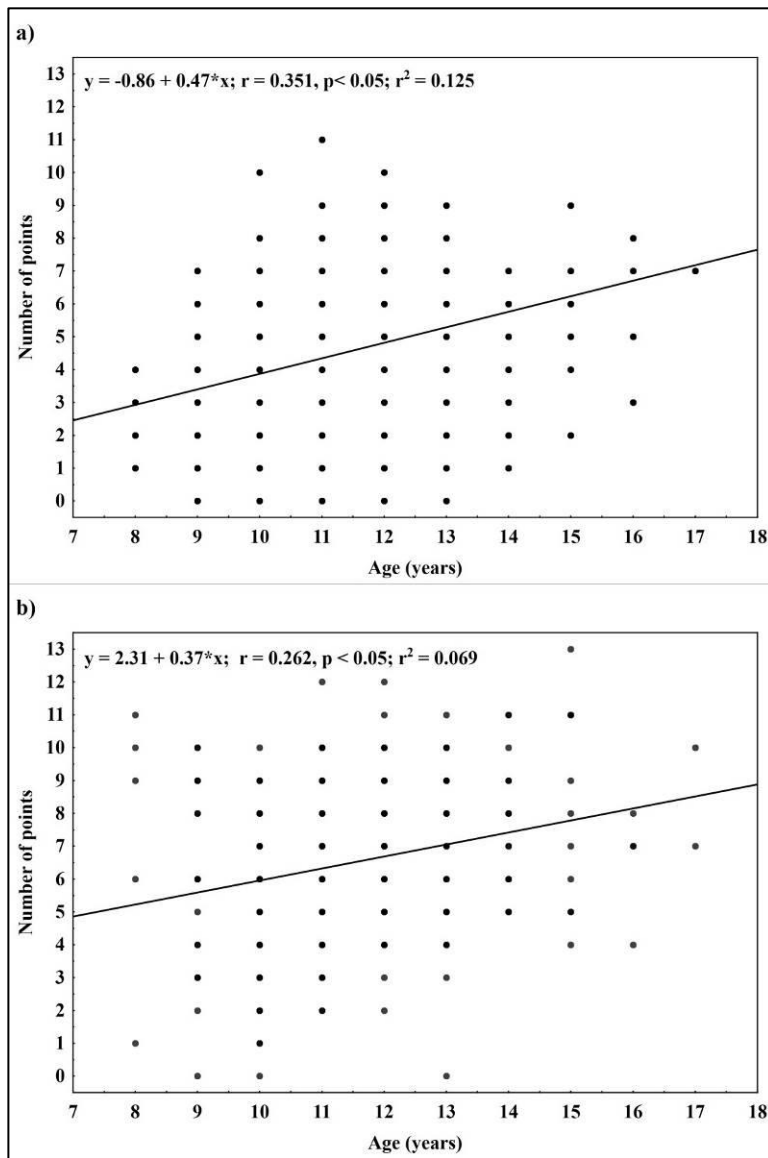 a)
y = -0.86 + 0.47*x; r = 0.351, p< 0.05; r² = 0.125
13
12
11
10
9
8
7
6
5
4
3
2
1
0
Number of points
7 8 9 10 11 12 13 14 15 16 17 18
Age (years)
b)
y = 2.31 + 0.37*x; r = 0.262, p < 0.05; r² = 0.069
13
12
11
10
9
8
7
6
5
4
3
2
1
0
Number of points
7 8 9 10 11 12 13 14 15 16 17 18
Age (years)